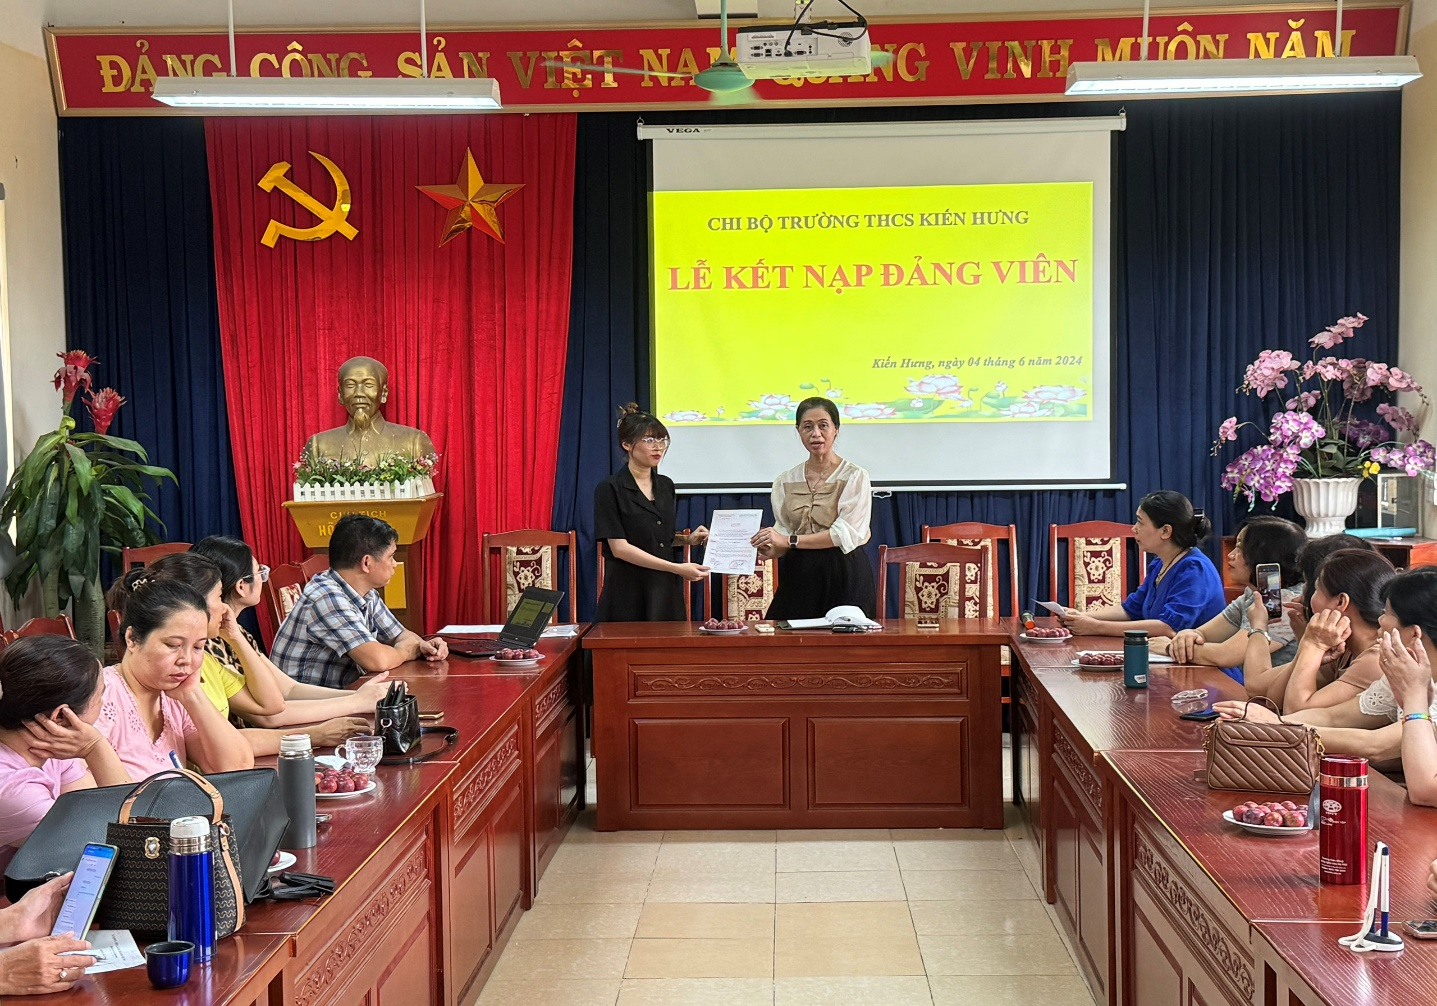 ĐẢNG CỘNG SẢN VIỆT NAM QUANG VINH MUÔN NĂM
VEGA
CHI BỘ TRƯỜNG THCS KIẾN HƯNG
LỄ KẾT NẠP ĐẢNG VIÊN
Kiến Hưng, ngày 04 tháng 6 năm 2024
CHỦ TỊCH